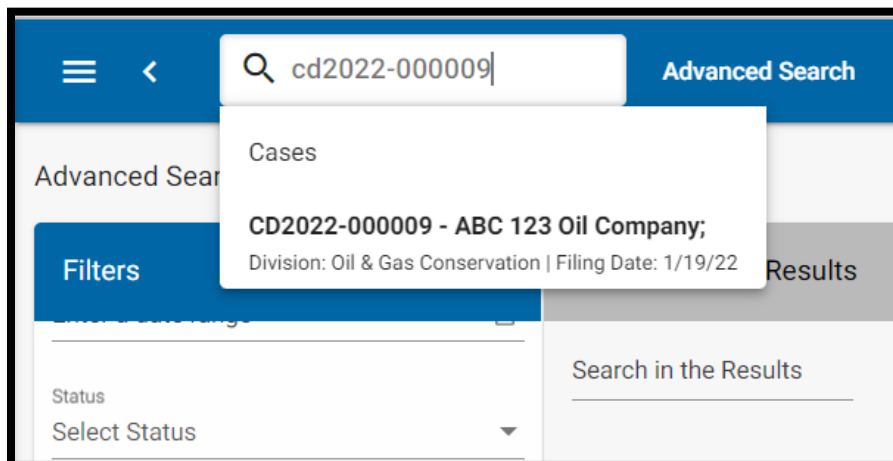 cd2022-000009
Advanced Search
Cases
Advanced Sear
CD2022-000009 - ABC 123 Oil Company;
Division: Oil & Gas Conservation | Filing Date: 1/19/22
Filters
Results
Search in the Results
Status
Select Status